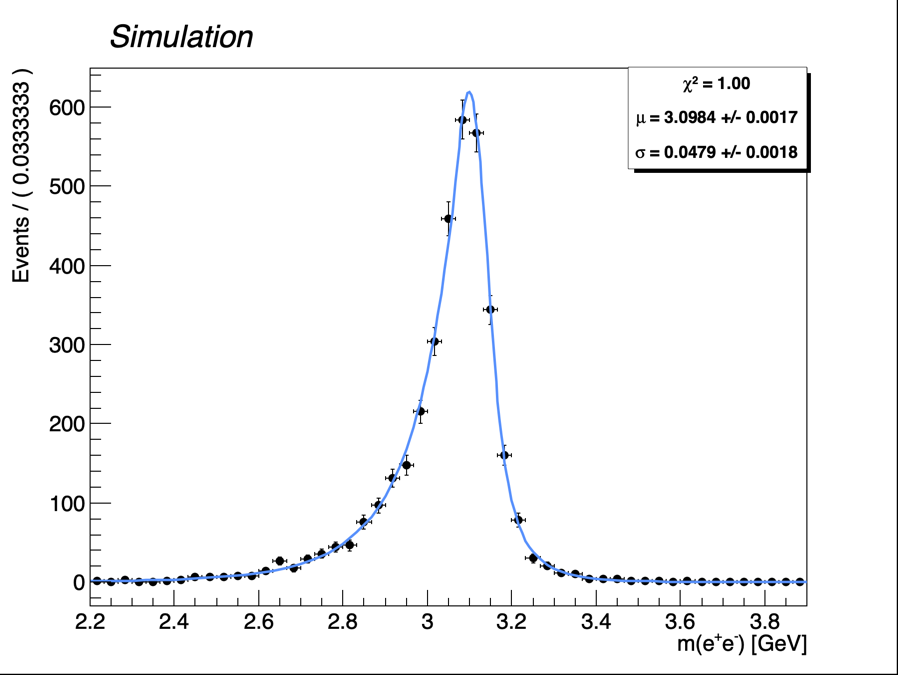 Simulation
Events / ( 0.0333333 )
χ² = 1.00
μ = 3.0984 +/- 0.0017
σ = 0.0479 +/- 0.0018
600
500
400
300
200
100
0
2.2 2.4 2.6 2.8 3 3.2 3.4 3.6 3.8
m(e⁺e⁻) [GeV]